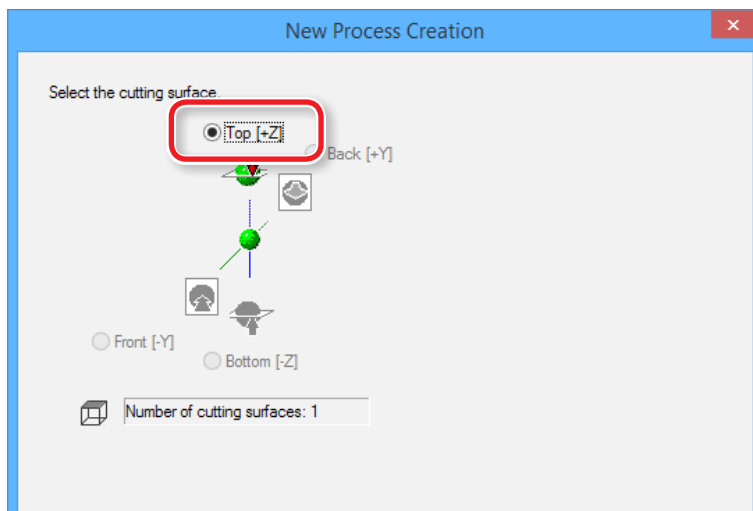 New Process Creation
Select the cutting surface.
Top [+Z]
Back [+Y]
Front [-Y]
Bottom [-Z]
Number of cutting surfaces: 1